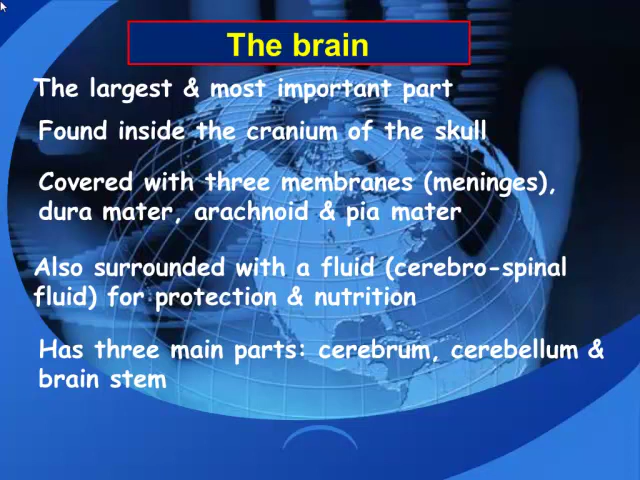 The brain
The largest & most important part
Found inside the cranium of the skull
Covered with three membranes (meninges),
dura mater, arachnoid & pia mater
Also surrounded with a fluid (cerebro-spinal
fluid) for protection & nutrition
Has three main parts: cerebrum, cerebellum &
brain stem